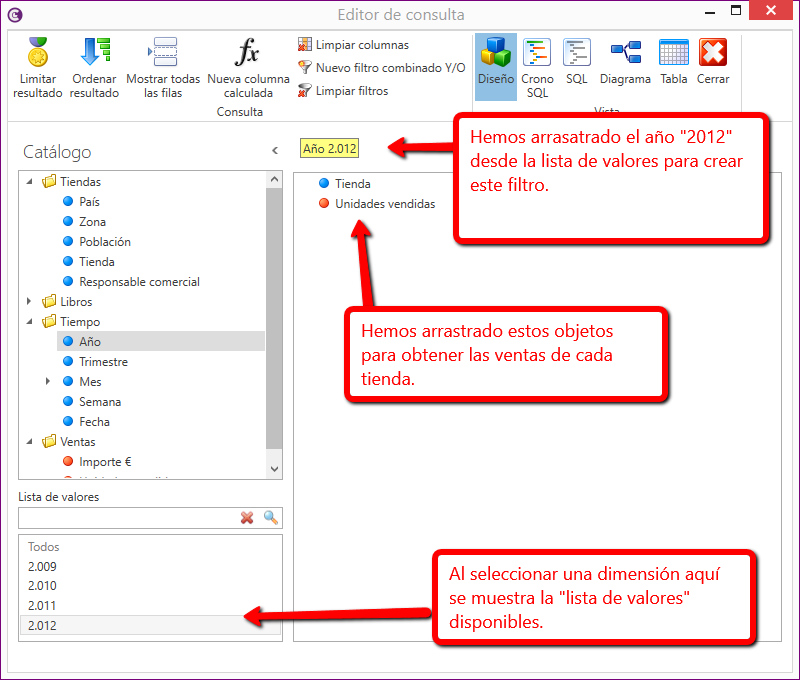 Editor de consulta
Limitar
resultado
Ordenar
resultado
Mostrar todas
las filas
Nueva columna
calculada
Limpiar columnas
Nuevo filtro combinado Y/O
Limpiar filtros
Consulta
Diseño
Crono
SQL
SQL
Diagrama
Tabla
Cerrar
Vista
Catálogo
Tiendas
País
Zona
Población
Tienda
Responsable comercial
Libros
Tiempo
Año
Trimestre
Mes
Semana
Fecha
Ventas
Importe €
Lista de valores
Todos
2.009
2.010
2.011
2.012
Año 2.012
Tienda
Unidades vendidas
Hemos arrasatrado el año "2012"
desde la lista de valores para crear
este filtro.
Hemos arrastrado estos objetos
para obtener las ventas de cada
tienda.
Al seleccionar una dimensión aquí
se muestra la "lista de valores"
disponibles.